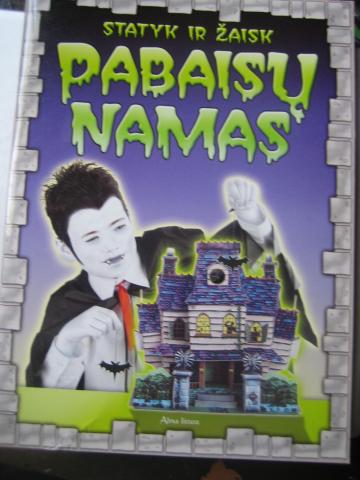 STATYK IR ŽAISK
PABAISŲ
NAMAS
Alma littera